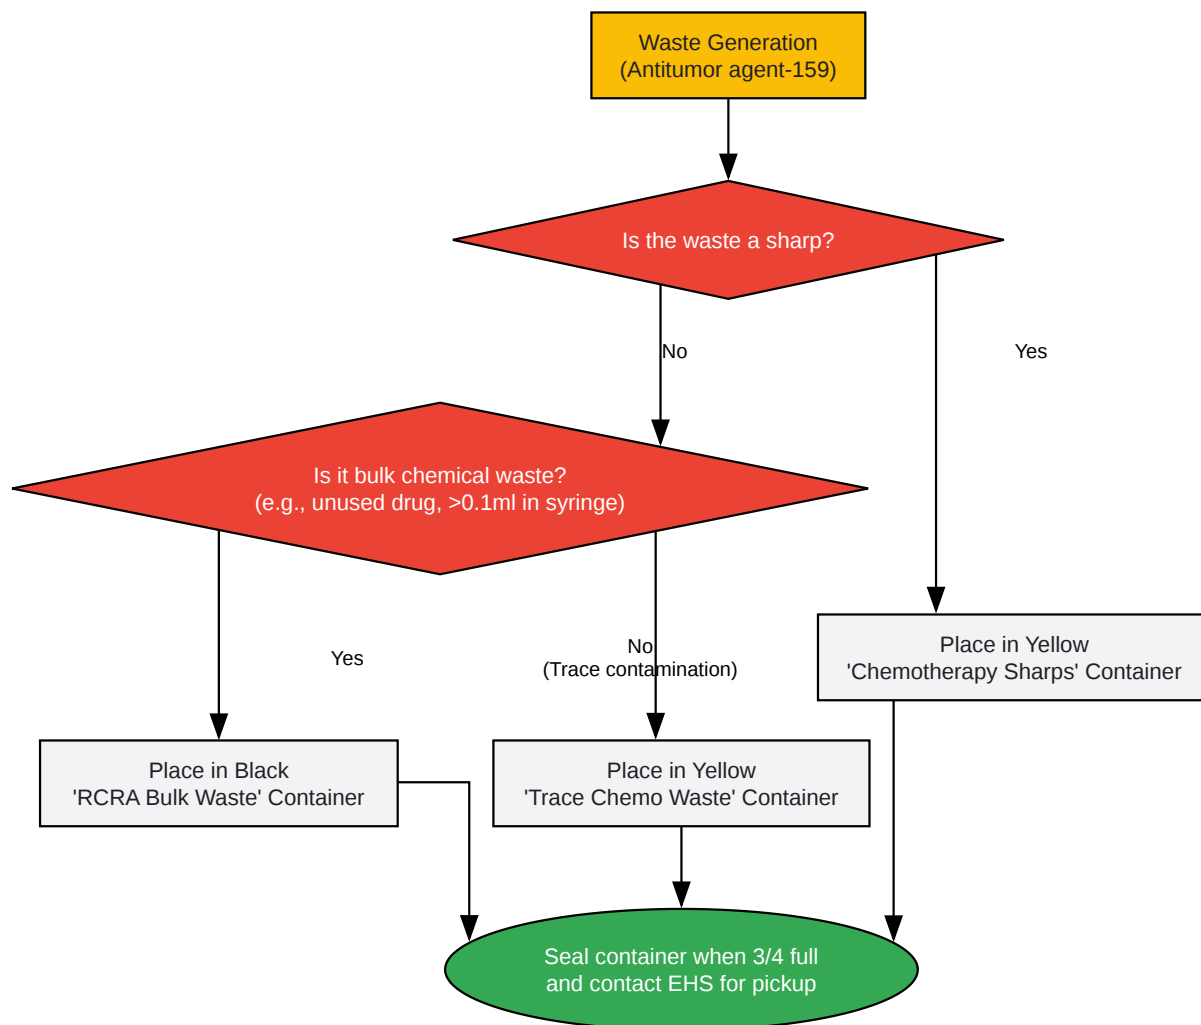 Waste Generation
(Antitumor agent-159)
Is the waste a sharp?
No
Yes
Is it bulk chemical waste?
(e.g., unused drug, >0.1ml in syringe)
Yes
No
(Trace contamination)
Place in Yellow
'Chemotherapy Sharps' Container
Place in Black
'RCRA Bulk Waste' Container
Place in Yellow
'Trace Chemo Waste' Container
Seal container when 3/4 full
and contact EHS for pickup